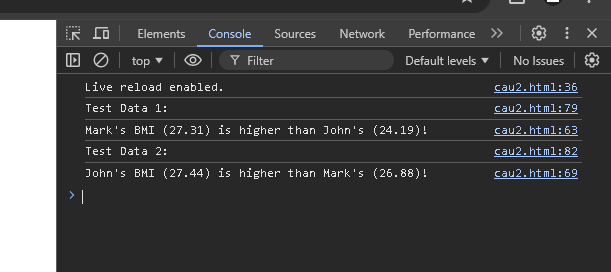 Elements Console Sources Network Performance
top Filter Default levels No Issues
Live reload enabled. cau2.html:36
Test Data 1: cau2.html:79
Mark's BMI (27.31) is higher than John's (24.19)! cau2.html:63
Test Data 2: cau2.html:82
John's BMI (27.44) is higher than Mark's (26.88)! cau2.html:69